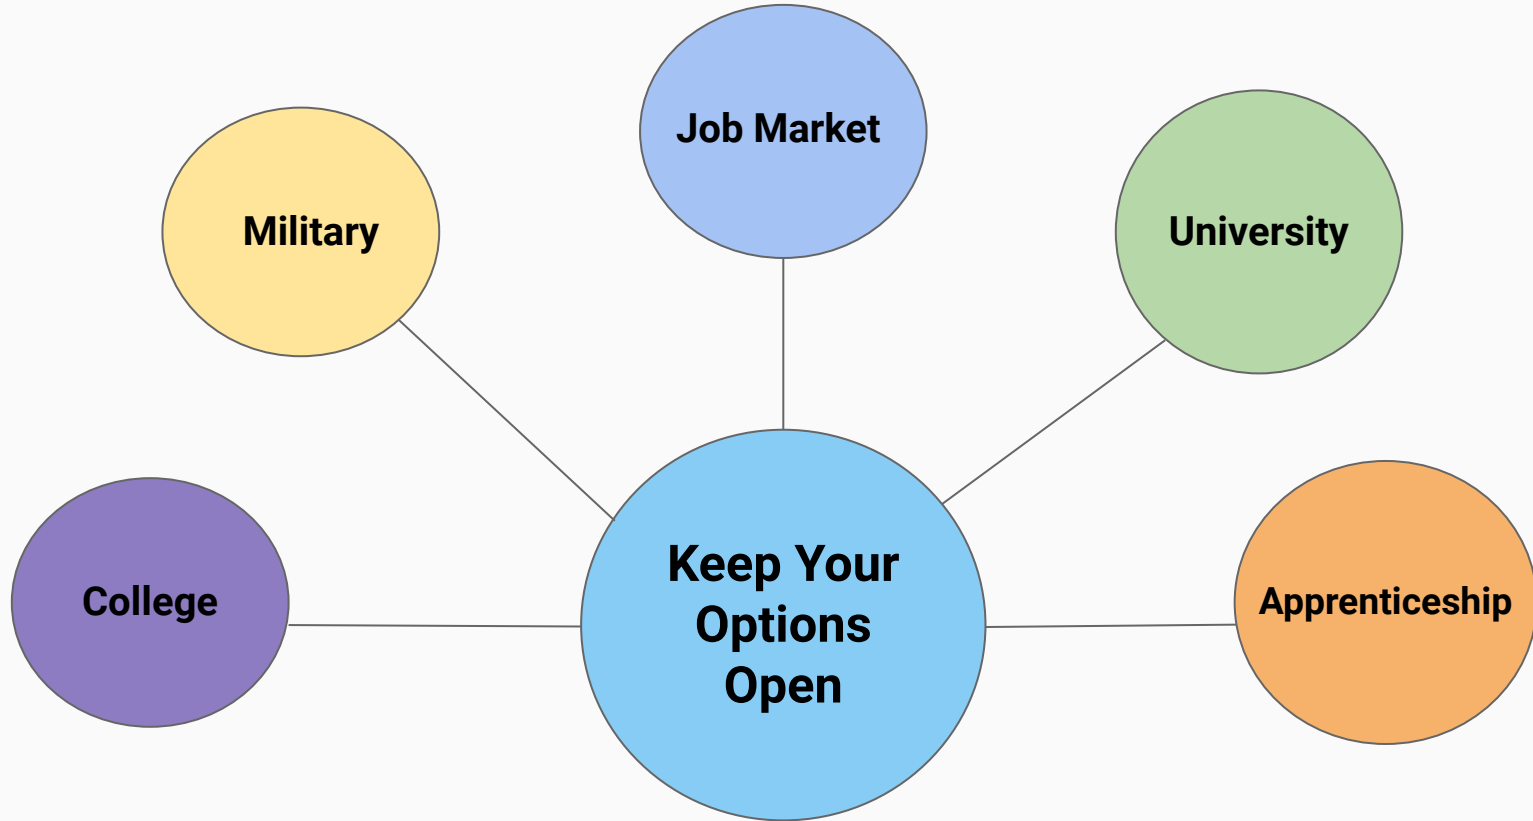 Job Market
Military
University
College
Keep Your
Options
Open
Apprenticeship